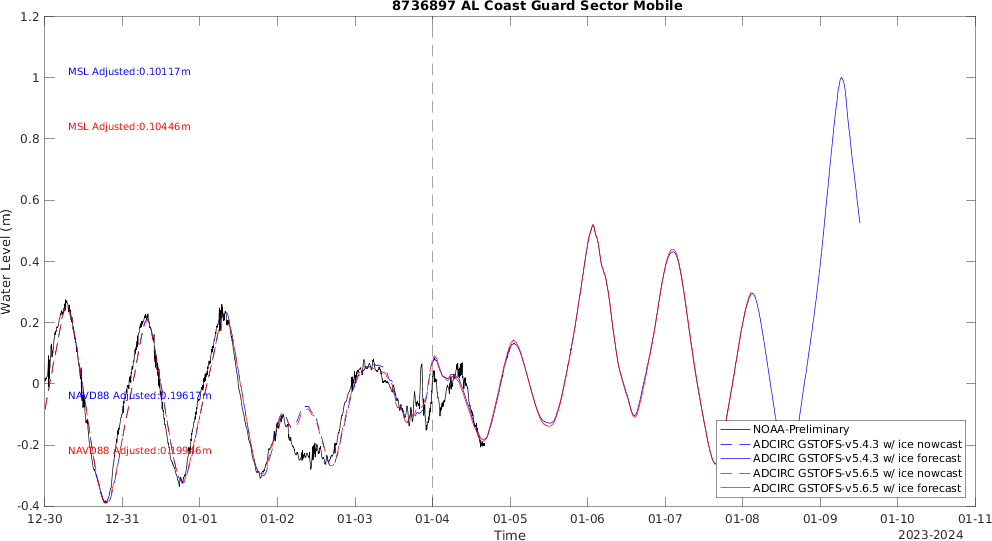 8736897 AL Coast Guard Sector Mobile
1.2
1
0.8
0.6
0.4
0.2
0
-0.2
-0.4
Water Level (m)
MSL Adjusted:0.10117m
MSL Adjusted:0.10446m
NAVD88 Adjusted:0.19617m
NAVD88 Adjusted:0.19946m
NOAA-Preliminary
ADCIRC GSTOFS-v5.4.3 w/ ice nowcast
ADCIRC GSTOFS-v5.4.3 w/ ice forecast
ADCIRC GSTOFS-v5.6.5 w/ ice nowcast
ADCIRC GSTOFS-v5.6.5 w/ ice forecast
12-30 12-31 01-01 01-02 01-03 01-04 01-05 01-06 01-07 01-08 01-09 01-10 01-11
Time
2023-2024